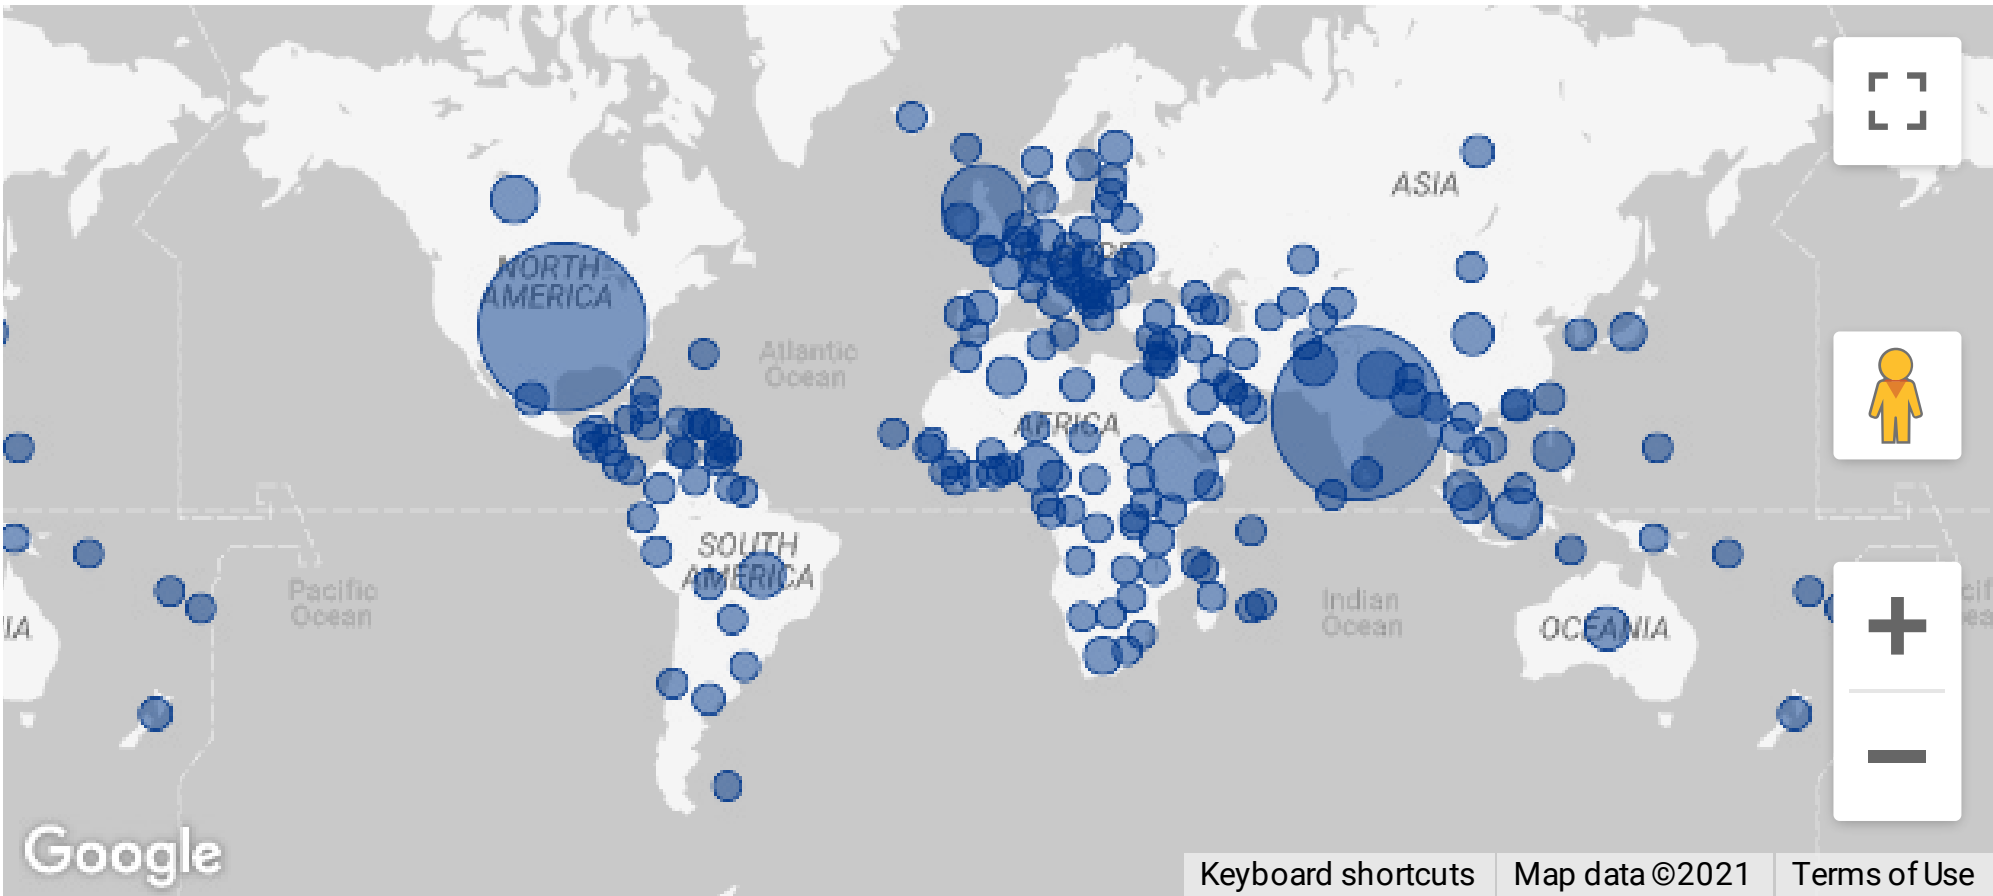 ASIA
NORTH
AMERICA
Atlantic
Ocean
AFRICA
SOUTH
AMERICA
Pacific
Ocean
Indian
Ocean
OCEANIA
IA
Google
Keyboard shortcuts
Map data ©2021
Terms of Use